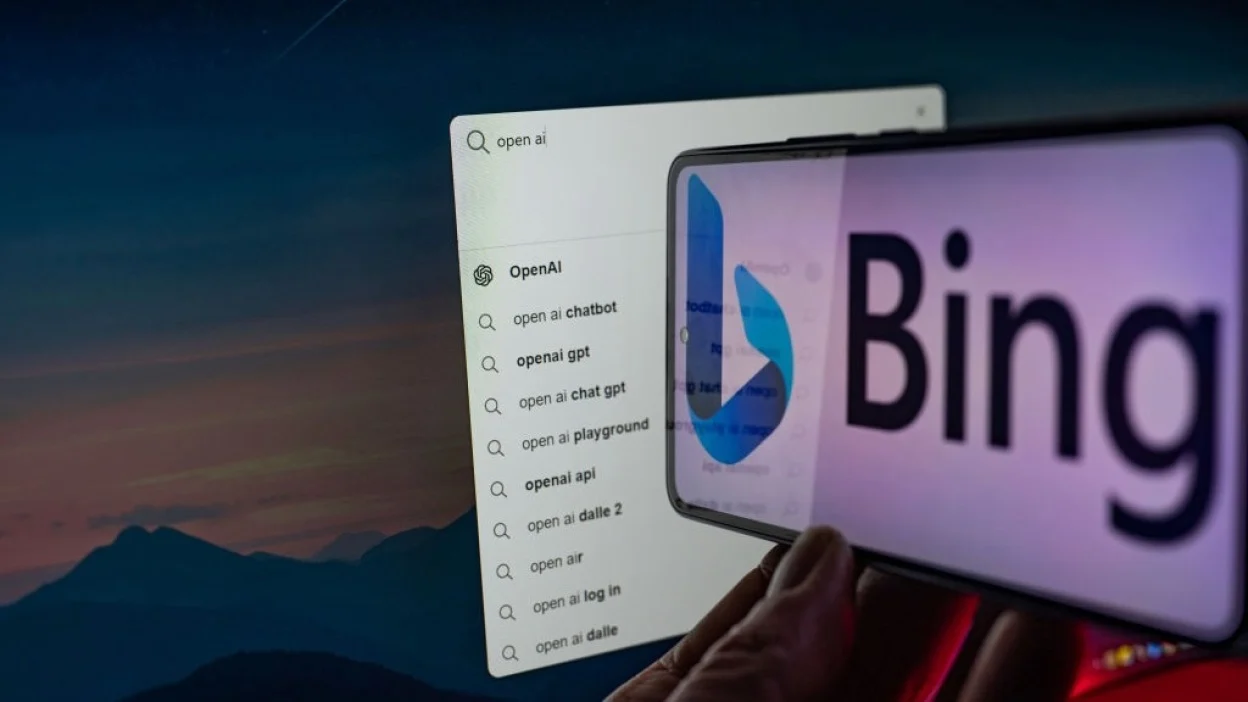 open ai
OpenAI
open ai chatbot
openai gpt
open ai chat gpt
open ai playground
openai api
open ai dalle 2
open air
open ai log in
open ai dalle
Bing